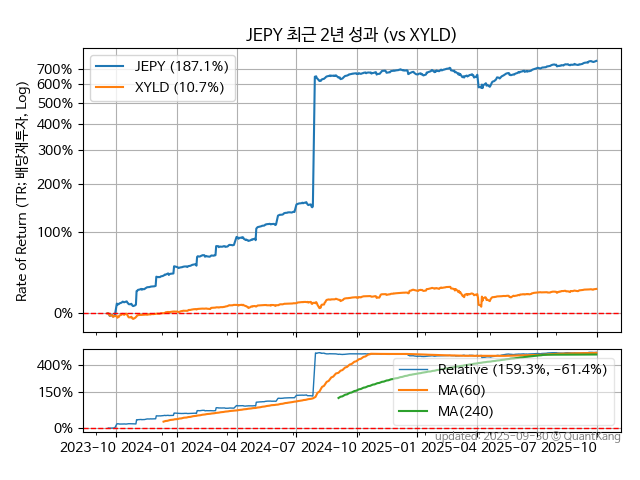 JEPY 최근 2년 성과 (vs XYLD)
JEPY (187.1%)
XYLD (10.7%)
700%
600%
500%
400%
300%
200%
100%
0%
Rate of Return (TR: 배당재투자, Log)
Relative (159.3%, −61.4%)
MA(60)
MA(240)
400%
150%
0%
2023-10 2024-01 2024-04 2024-07 2024-10 2025-01 2025-04 2025-07 2025-10
updated: 2025-09-30 © QuantKang